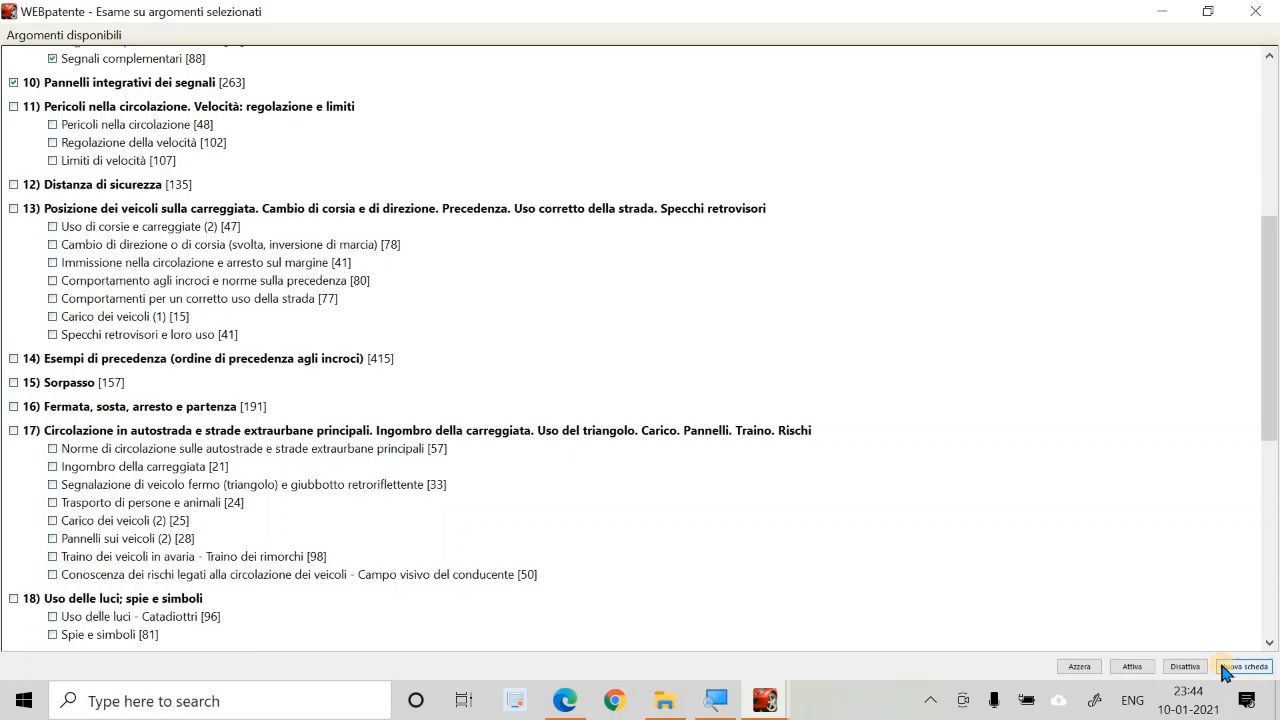 WEBpatente - Esame su argomenti selezionati
Argomenti disponibili
Segnali complementari [88]
10) Pannelli integrativi dei segnali [263]
11) Pericoli nella circolazione. Velocità: regolazione e limiti
Pericoli nella circolazione [48]
Regolazione della velocità [102]
Limiti di velocità [107]
12) Distanza di sicurezza [135]
13) Posizione dei veicoli sulla carreggiata. Cambio di corsia e di direzione. Precedenza. Uso corretto della strada. Specchi retrovisori
Uso di corsie e carreggiate (2) [47]
Cambio di direzione o di corsia (svolta, inversione di marcia) [78]
Immissione nella circolazione e arresto sul margine [41]
Comportamento agli incroci e norme sulla precedenza [80]
Comportamenti per un corretto uso della strada [77]
Carico dei veicoli (1) [15]
Specchi retrovisori e loro uso [41]
14) Esempi di precedenza (ordine di precedenza agli incroci) [415]
15) Sorpasso [157]
16) Fermata, sosta, arresto e partenza [191]
17) Circolazione in autostrada e strade extraurbane principali. Ingombro della carreggiata. Uso del triangolo. Carico. Pannelli. Traino. Rischi
Norme di circolazione sulle autostrade e strade extraurbane principali [57]
Ingombro della carreggiata [21]
Segnalazione di veicolo fermo (triangolo) e giubbotto retroriflettente [33]
Trasporto di persone e animali [24]
Carico dei veicoli (2) [25]
Pannelli sui veicoli (2) [28]
Traino dei veicoli in avaria - Traino dei rimorchi [98]
Conoscenza dei rischi legati alla circolazione dei veicoli - Campo visivo del conducente [50]
18) Uso delle luci; spie e simboli
Uso delle luci - Catadiottri [96]
Spie e simboli [81]
Azzera Attiva Disattiva scheda
Type here to search ENG 23:44
10-01-2021